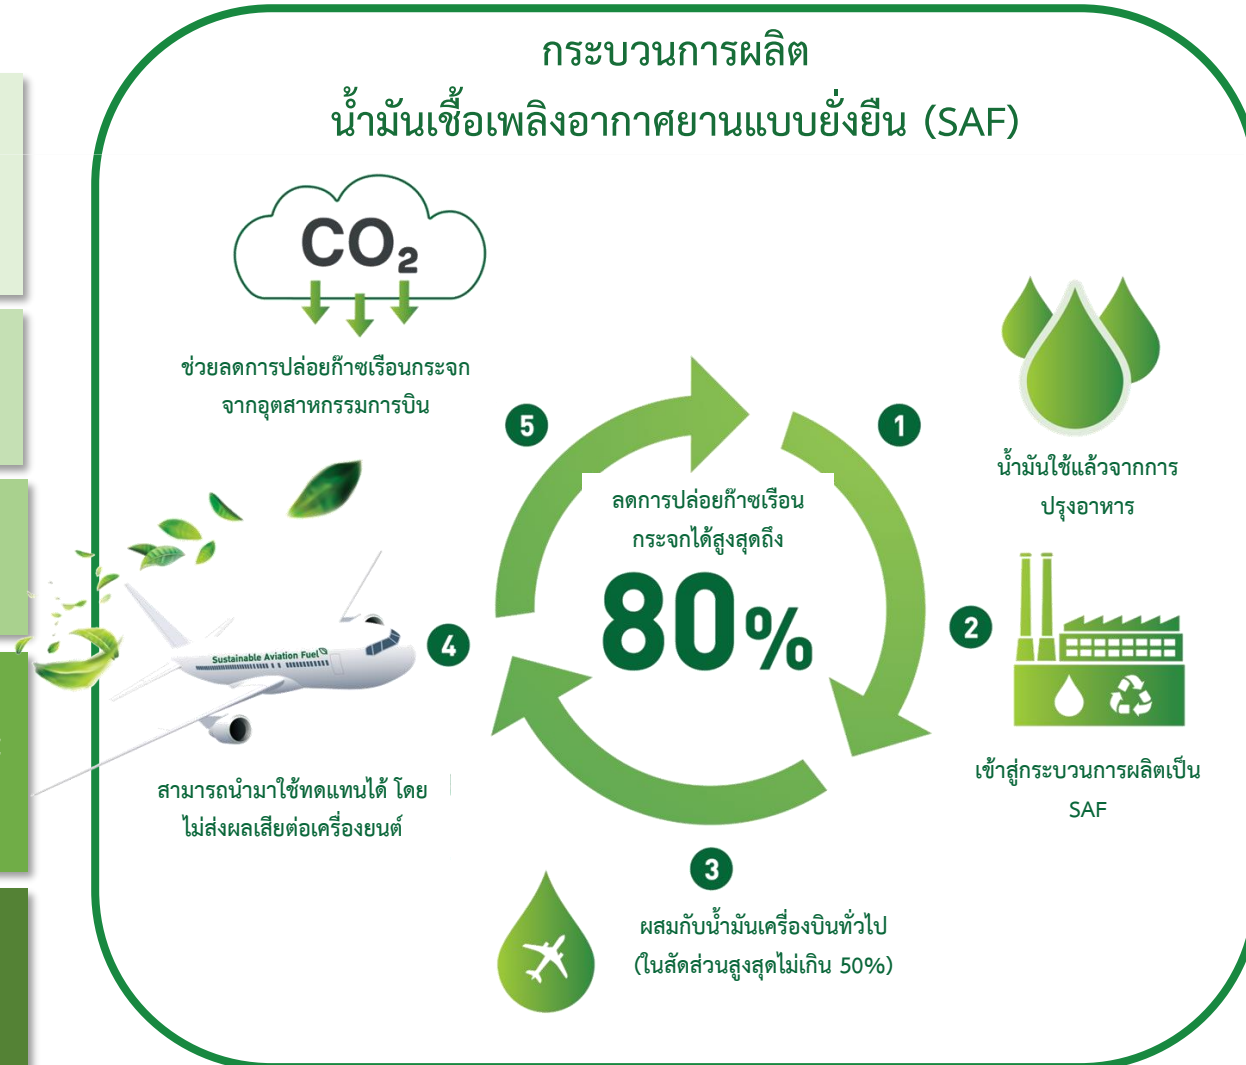 กระบวนการผลิต
น้ำมันเชื้อเพลิงอากาศยานแบบยั่งยืน (SAF)
CO₂
ช่วยลดการปล่อยก๊าซเรือนกระจก
จากอุตสาหกรรมการบิน
5
1
น้ำมันใช้แล้วจากการ
ปรุงอาหาร
ลดการปล่อยก๊าซเรือน
กระจกได้สูงสุดถึง
80%
2
เข้าสู่กระบวนการผลิตเป็น
SAF
3
ผสมกับน้ำมันเครื่องบินทั่วไป
(ในสัดส่วนสูงสุดไม่เกิน 50%)
4
Sustainable Aviation Fuel
สามารถนำมาใช้ทดแทนได้ โดย
ไม่ส่งผลเสียต่อเครื่องยนต์